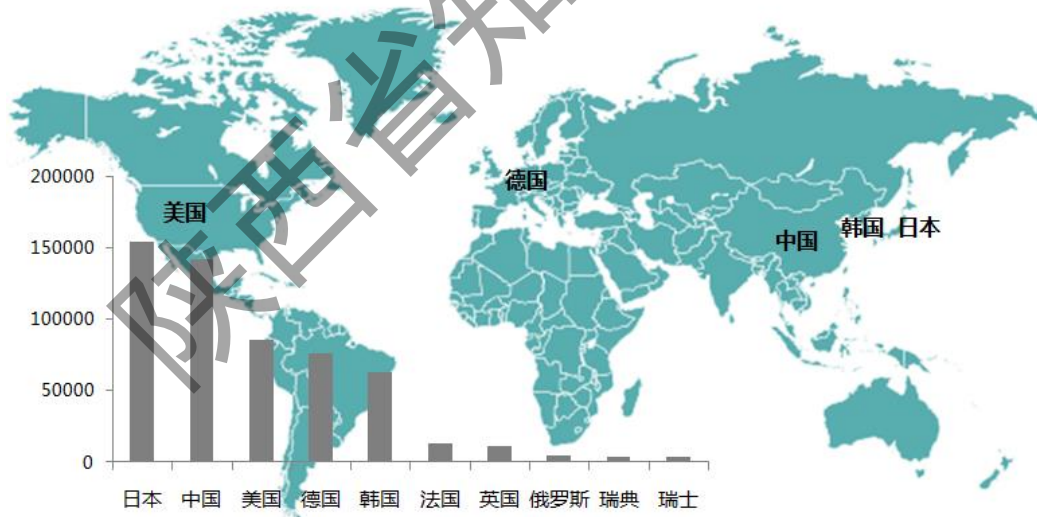 陕西省知
德国
200000
美国
韩国 日本
中国
150000
100000
50000
0
日本 中国 美国 德国 韩国 法国 英国 俄罗斯 瑞典 瑞士